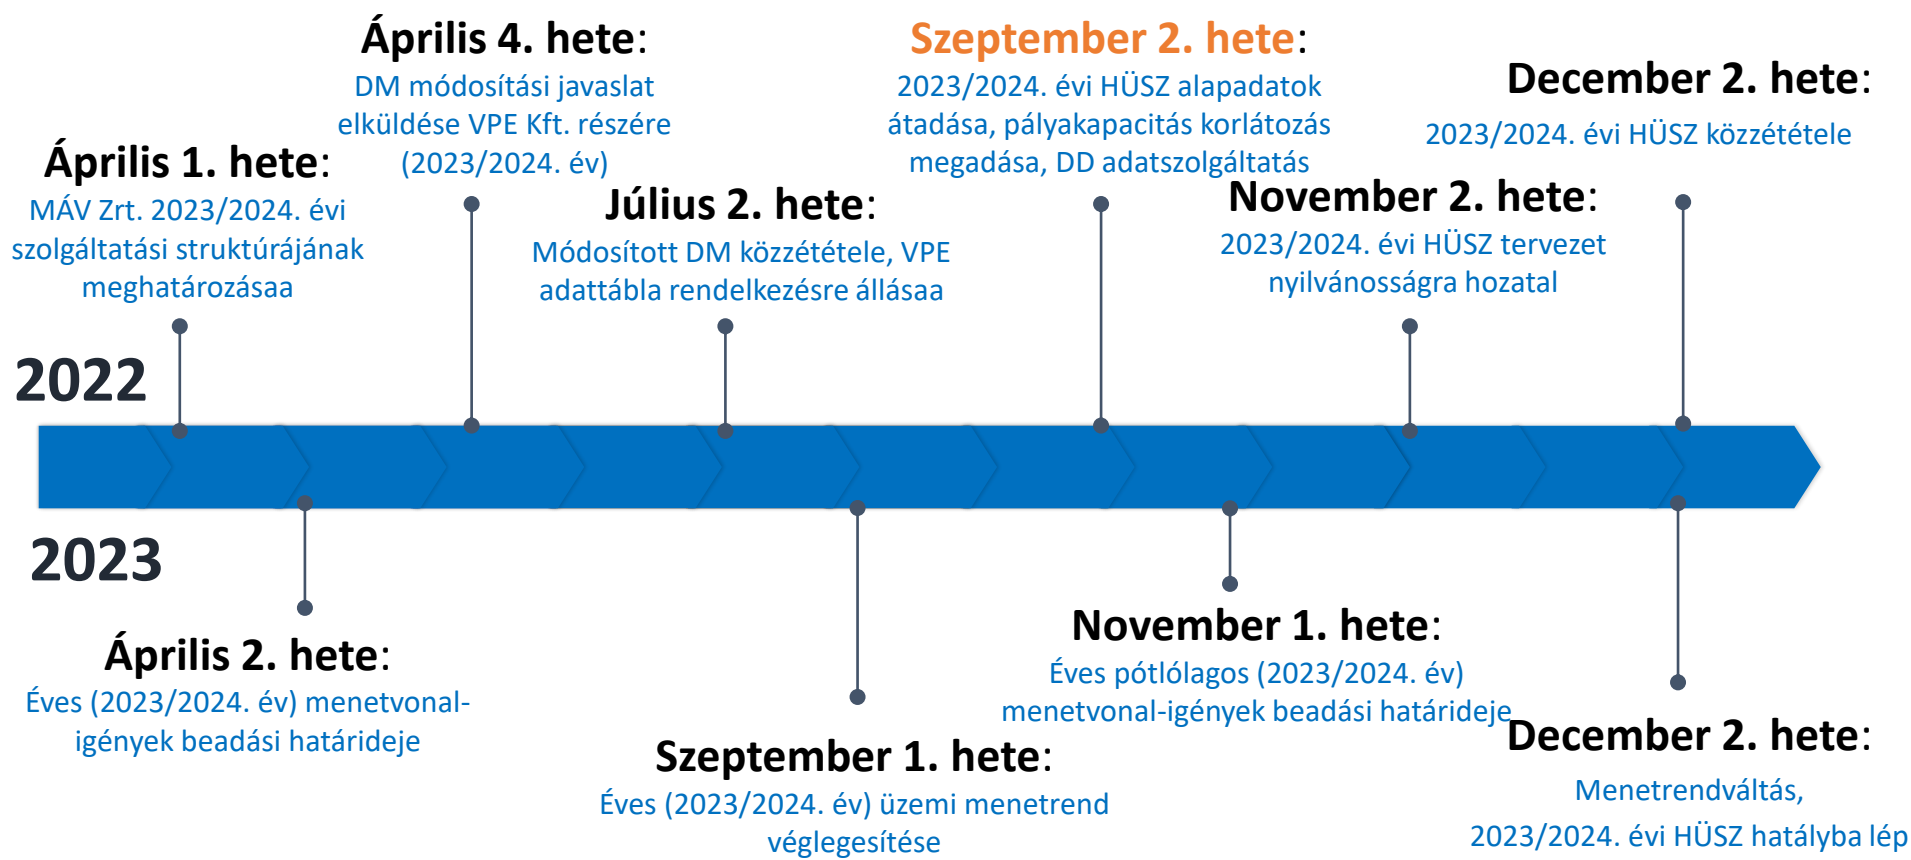 Április 4. hete:
DM módosítási javaslat
elküldése VPE Kft. részére
(2023/2024. év)
Szeptember 2. hete:
2023/2024. évi HÜSZ alapadatok
átadása, pályakapacitás korlátozás
megadása, DD adatszolgáltatás
December 2. hete:
2023/2024. évi HÜSZ közzététele
Április 1. hete:
MÁV Zrt. 2023/2024. évi
szolgáltatási struktúrájának
meghatározásaa
Július 2. hete:
Módosított DM közzététele, VPE
adattábla rendelkezésre állásaa
November 2. hete:
2023/2024. évi HÜSZ tervezet
nyilvánosságra hozatal
2022
2023
Április 2. hete:
Éves (2023/2024. év) menetvonal-
igények beadási határideje
Szeptember 1. hete:
Éves (2023/2024. év) üzemi menetrend
véglegesítése
November 1. hete:
Éves pótlólagos (2023/2024. év)
menetvonal-igények beadási határideje
December 2. hete:
Menetrendváltás,
2023/2024. évi HÜSZ hatályba lép